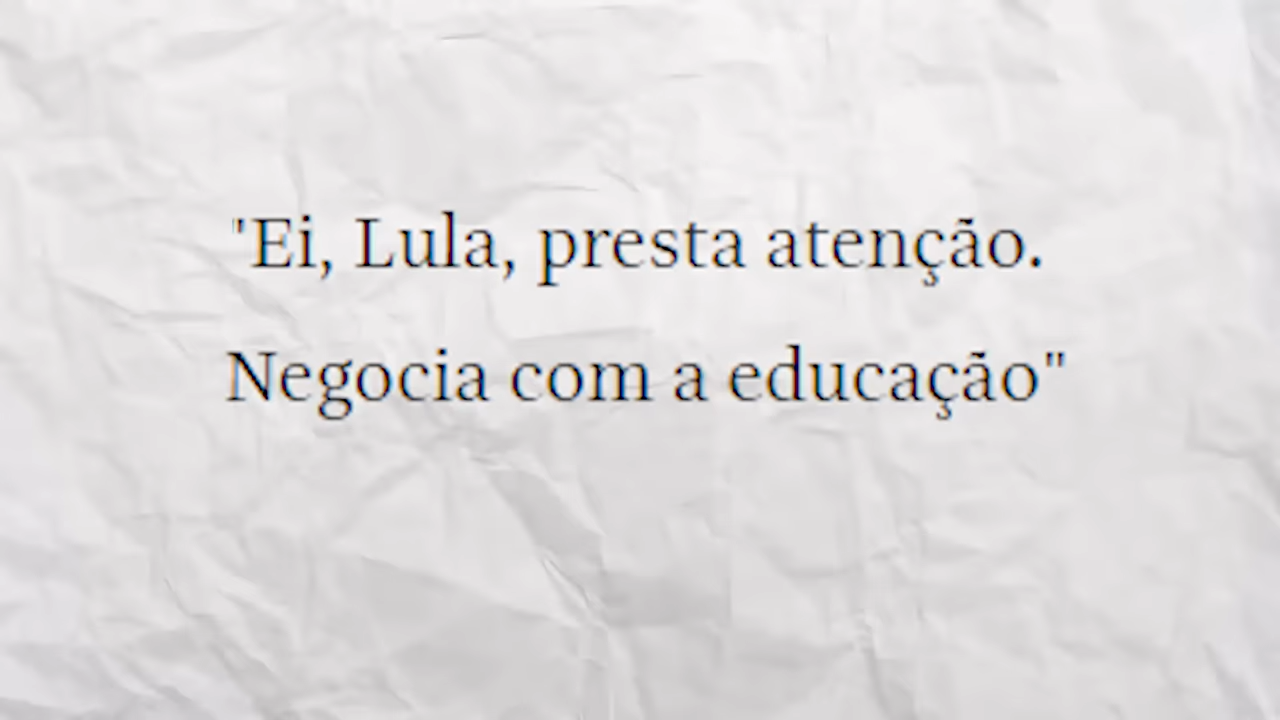 "Ei, Lula, presta atenção.
Negocia com a educação"